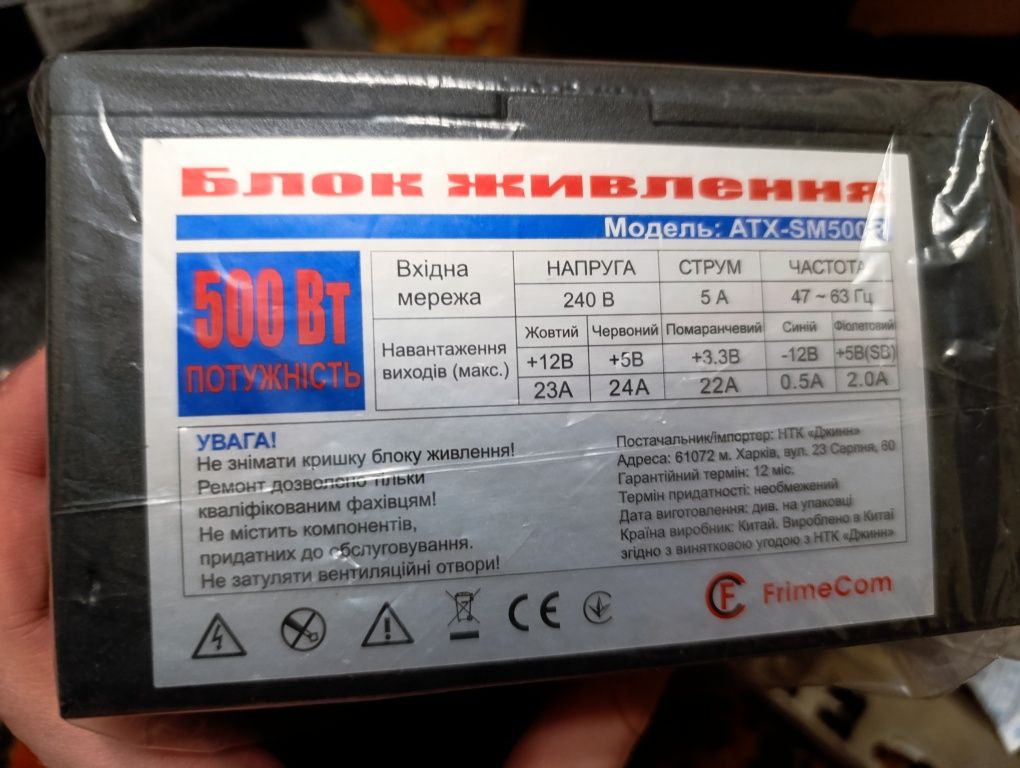 Блок живлення
Модель: ATX-SM500
500 Вт
ПОТУЖНІСТЬ
Вхідна мережа НАПРУГА СТРУМ ЧАСТОТА
240 В 5 А 47 ~ 63 Гц
Навантаження виходів (макс.) Жовтий Червоний Помаранчевий Синій Фіолетовий
+12В +5В +3.3В -12В +5В(SB)
23А 24А 22А 0.5А 2.0А
УВАГА!
Не знімати кришку блоку живлення!
Ремонт дозволено тільки
кваліфікованим фахівцям!
Не містить компонентів,
придатних до обслуговування.
Не затуляти вентиляційні отвори!
Постачальник/імпортер: НТК «Джинн»
Адреса: 61072 м. Харків, вул. 23 Серпня, 60
Гарантійний термін: 12 міс.
Термін придатності: необмежений
Дата виготовлення: див. на упаковці
Країна виробник: Китай. Вироблено в Китаї
згідно з винятковою угодою з НТК «Джинн»
CE
FrimeCom